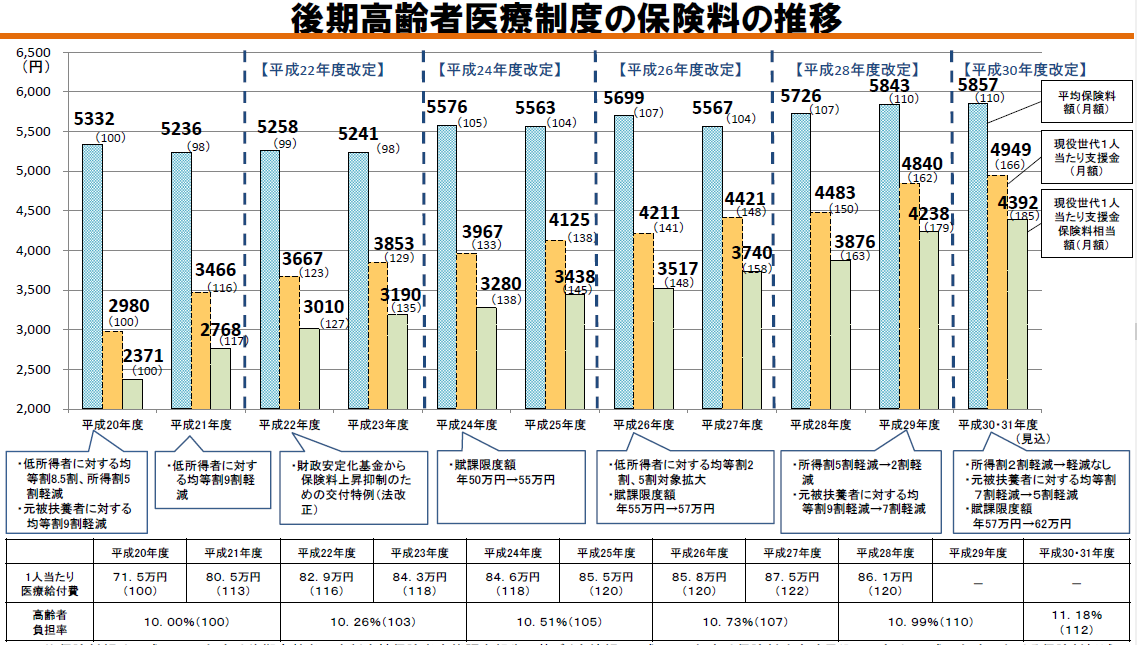 後期高齢者医療制度の保険料の推移
6,500
(円)
6,000
5,500
5,000
4,500
4,000
3,500
3,000
2,500
2,000
【平成22年度改定】
【平成24年度改定】
【平成26年度改定】
【平成28年度改定】
【平成30年度改定】
5332
(100)
2980
(100)
2371
(100)
5236
(98)
3466
(116)
2768
(117)
5258
(99)
3667
(123)
3010
(127)
5241
(98)
3853
(129)
3190
(135)
5576
(105)
3967
(133)
3280
(138)
5563
(104)
4125
(138)
3438
(145)
5699
(107)
4211
(141)
3517
(148)
5567
(104)
4421
(148)
3740
(158)
5726
(107)
4483
(150)
3876
(163)
5843
(110)
4840
(162)
4238
(179)
5857
(110)
4949
(166)
4392
(185)
平均保険料
額(月額)
現役世代1人
当たり支援金
(月額)
現役世代1人
当たり支援金
保険料相当
額(月額)
平成20年度
平成21年度
平成22年度
平成23年度
平成24年度
平成25年度
平成26年度
平成27年度
平成28年度
平成29年度
平成30・31年度
(見込)
・低所得者に対する均
等割8.5割、所得割5
割軽減
・元被扶養者に対する
均等割9割軽減
・低所得者に対す
る均等割9割軽
減
・財政安定化基金から
保険料上昇抑制のた
めの交付特例(法改
正)
・賦課限度額
年50万円→55万円
・低所得者に対する均等割2
割、5割対象拡大
・賦課限度額
年55万円→57万円
・所得割5割軽減→2割軽
減
・元被扶養者に対する均
等割9割軽減→7割軽減
・所得割2割軽減→軽減なし
・元被扶養者に対する均等割
7割軽減→5割軽減
・賦課限度額
年57万円→62万円
平成20年度 平成21年度 平成22年度 平成23年度 平成24年度 平成25年度 平成26年度 平成27年度 平成28年度 平成29年度 平成30・31年度
1人当たり
医療給付費
71.5万円 80.5万円 82.9万円 84.3万円 84.6万円 85.5万円 85.8万円 87.5万円 86.1万円 － －
(100) (113) (116) (118) (118) (120) (120) (122) (120)
高齢者
負担率
10.00%(100) 10.26%(103) 10.51%(105) 10.73%(107) 10.99%(110) 11.18%
(112)